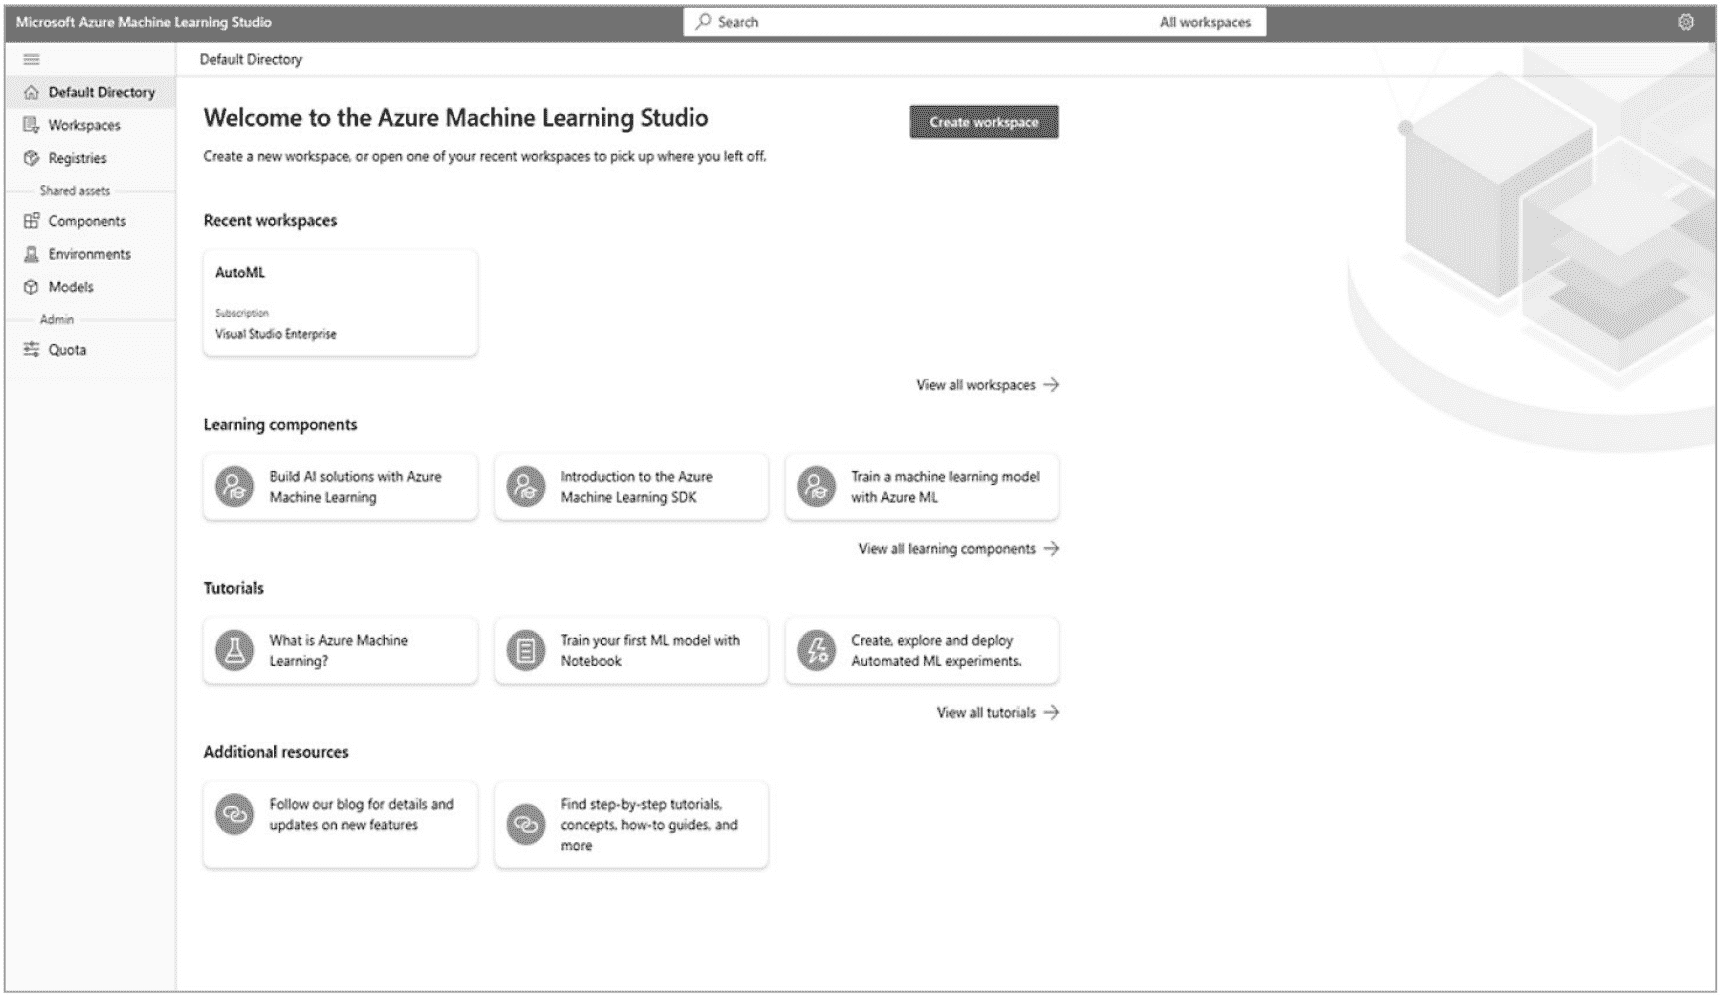 Microsoft Azure Machine Learning Studio
Search
All workspaces
Default Directory
Workspaces
Registries
Shared assets
Components
Environments
Models
Admin
Quota
Default Directory
Welcome to the Azure Machine Learning Studio
Create workspace
Create a new workspace, or open one of your recent workspaces to pick up where you left off.
Recent workspaces
AutoML
Subscription
Visual Studio Enterprise
View all workspaces
Learning components
Build AI solutions with Azure
Machine Learning
Introduction to the Azure
Machine Learning SDK
Train a machine learning model
with Azure ML
View all learning components
Tutorials
What is Azure Machine
Learning?
Train your first ML model with
Notebook
Create, explore and deploy
Automated ML experiments.
View all tutorials
Additional resources
Follow our blog for details and
updates on new features
Find step-by-step tutorials,
concepts, how-to guides, and
more